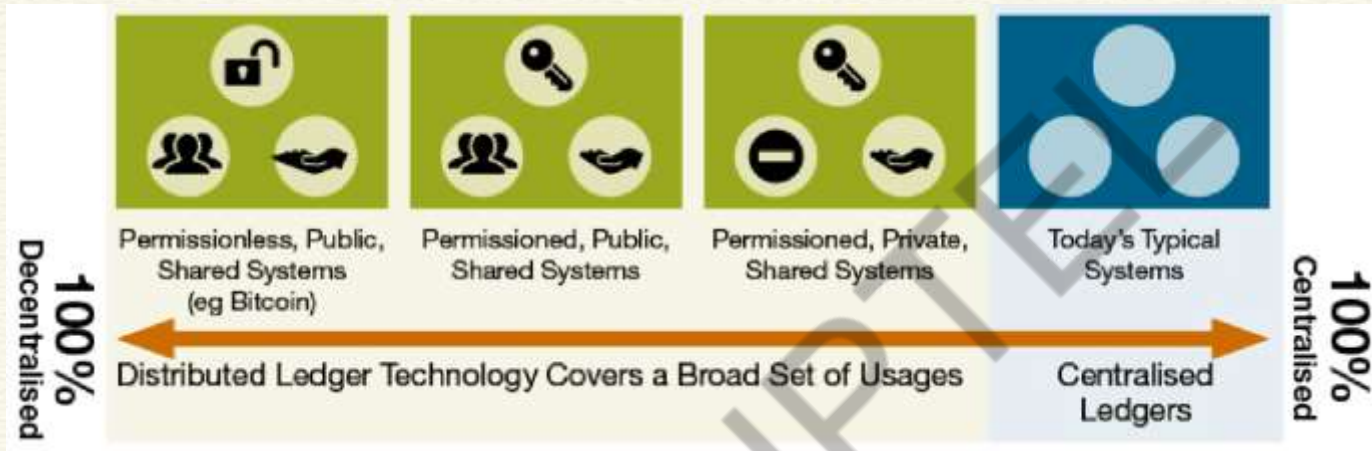 Permissionless, Public,
Shared Systems
(eg Bitcoin)
Permissioned, Public,
Shared Systems
Permissioned, Private,
Shared Systems
Today's Typical
Systems
100%
Decentralised
100%
Centralised
Distributed Ledger Technology Covers a Broad Set of Usages
Centralised
Ledgers